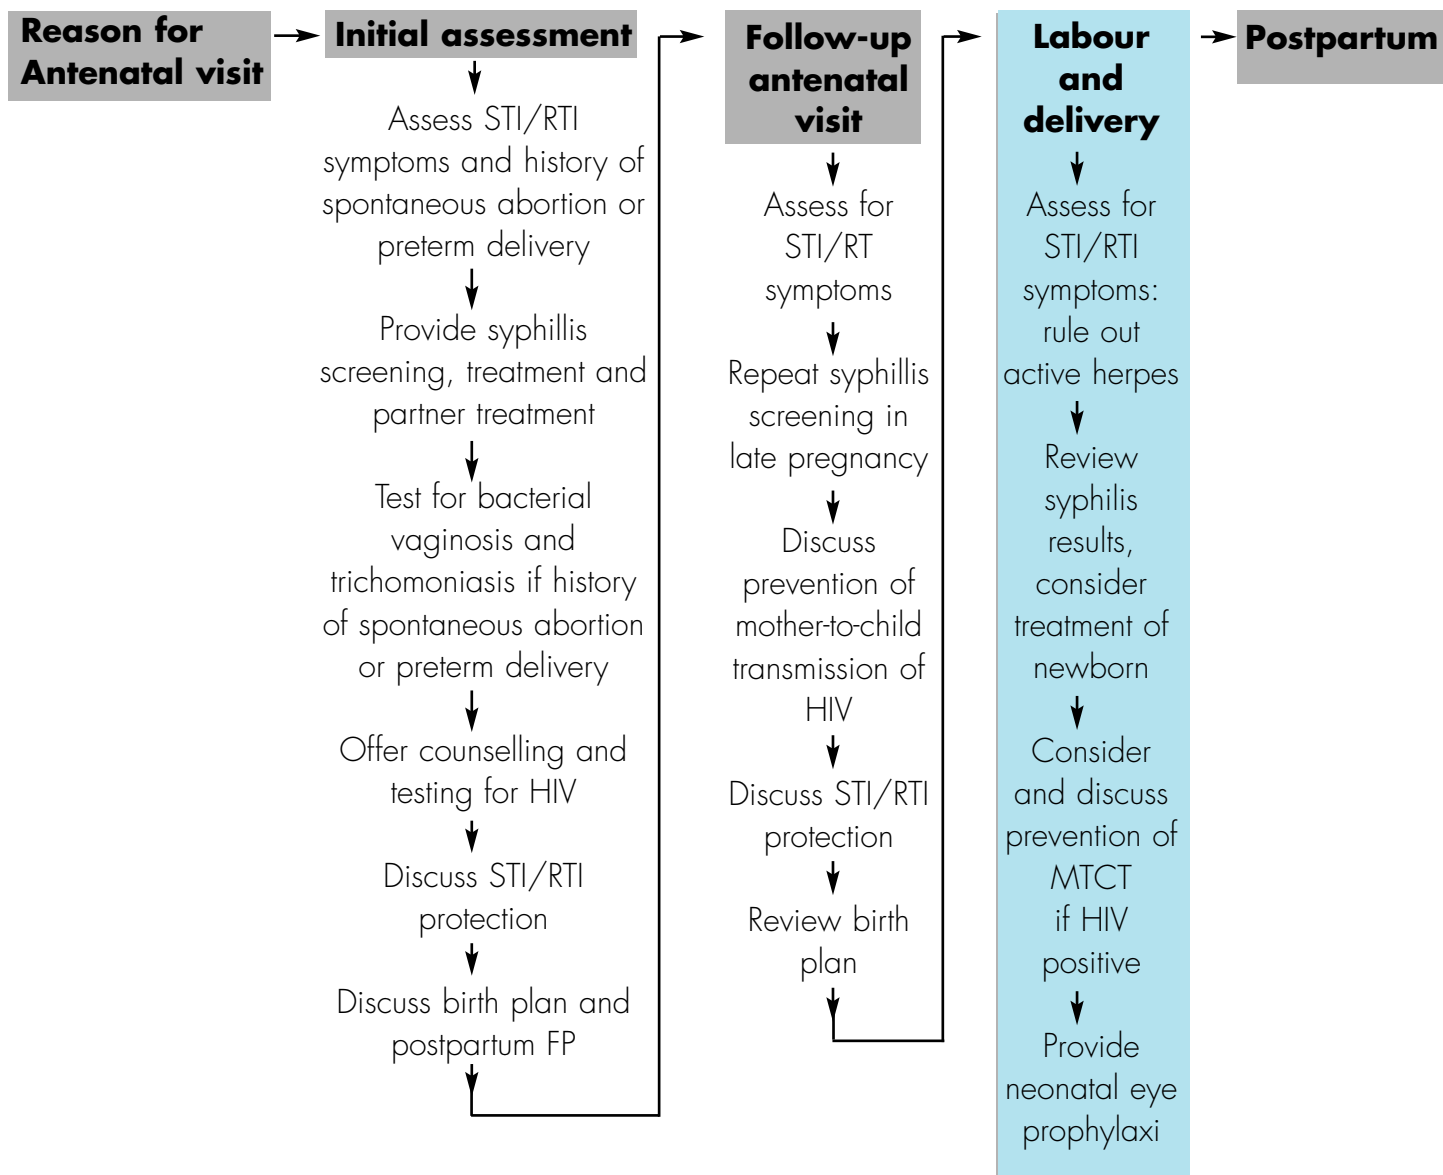 Reason for
Antenatal visit
Initial assessment
Assess STI/RTI
symptoms and history of
spontaneous abortion or
preterm delivery
Provide syphillis
screening, treatment and
partner treatment
Test for bacterial
vaginosis and
trichomoniasis if history
of spontaneous abortion
or preterm delivery
Offer counselling and
testing for HIV
Discuss STI/RTI
protection
Discuss birth plan and
postpartum FP
Follow-up
antenatal
visit
Assess for
STI/RT
symptoms
Repeat syphillis
screening in
late pregnancy
Discuss
prevention of
mother-to-child
transmission of
HIV
Discuss STI/RTI
protection
Review birth
plan
Labour
and
delivery
Assess for
STI/RTI
symptoms:
rule out
active herpes
Review
syphilis
results,
consider
treatment of
newborn
Consider
and discuss
prevention of
MTCT
if HIV
positive
Provide
neonatal eye
prophylaxi
Postpartum